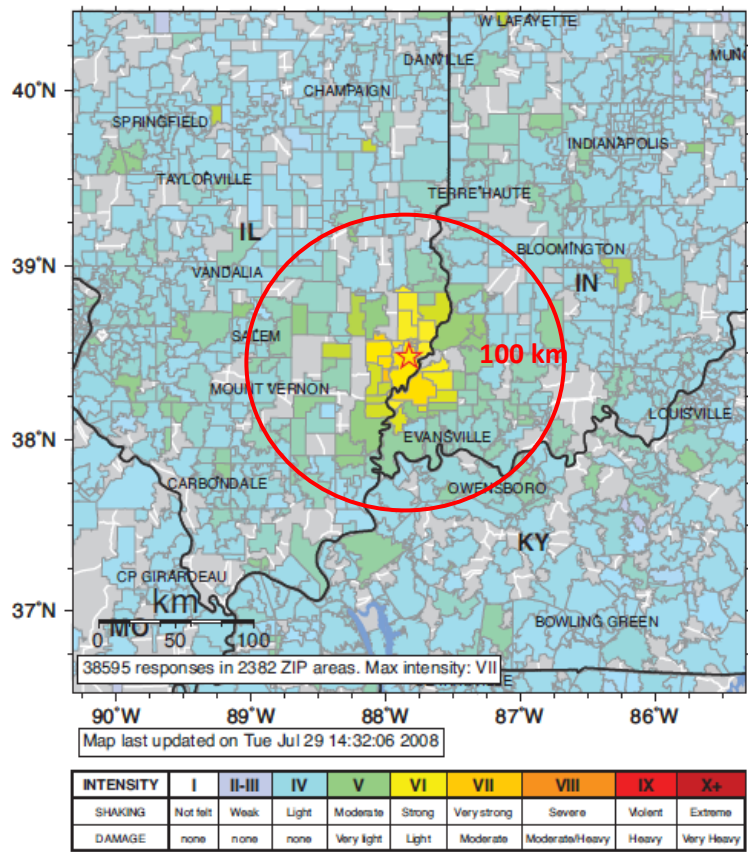 W LAFAYETTE
DANVILLE
MUN
40˚N
CHAMPAIGN
SPRINGFIELD
INDIANAPOLIS
TAYLORVILLE
TERRE HAUTE
IL
39˚N
BLOOMINGTON
VANDALIA
IN
SALEM
100 km
MOUNT VERNON
LOUISVILLE
38˚N
EVANSVILLE
CARBONDALE
OWENSBORO
KY
CP GIRARDEAU
37˚N
km
BOWLING GREEN
MO
0 50 100
38595 responses in 2382 ZIP areas. Max intensity: VII
90˚W 89˚W 88˚W 87˚W 86˚W
Map last updated on Tue Jul 29 14:32:06 2008
INTENSITY I II-III IV V VI VII VIII IX X+
SHAKING Not felt Weak Light Moderate Strong Very strong Severe Violent Extreme
DAMAGE none none none Very light Light Moderate Moderate/Heavy Heavy Very Heavy